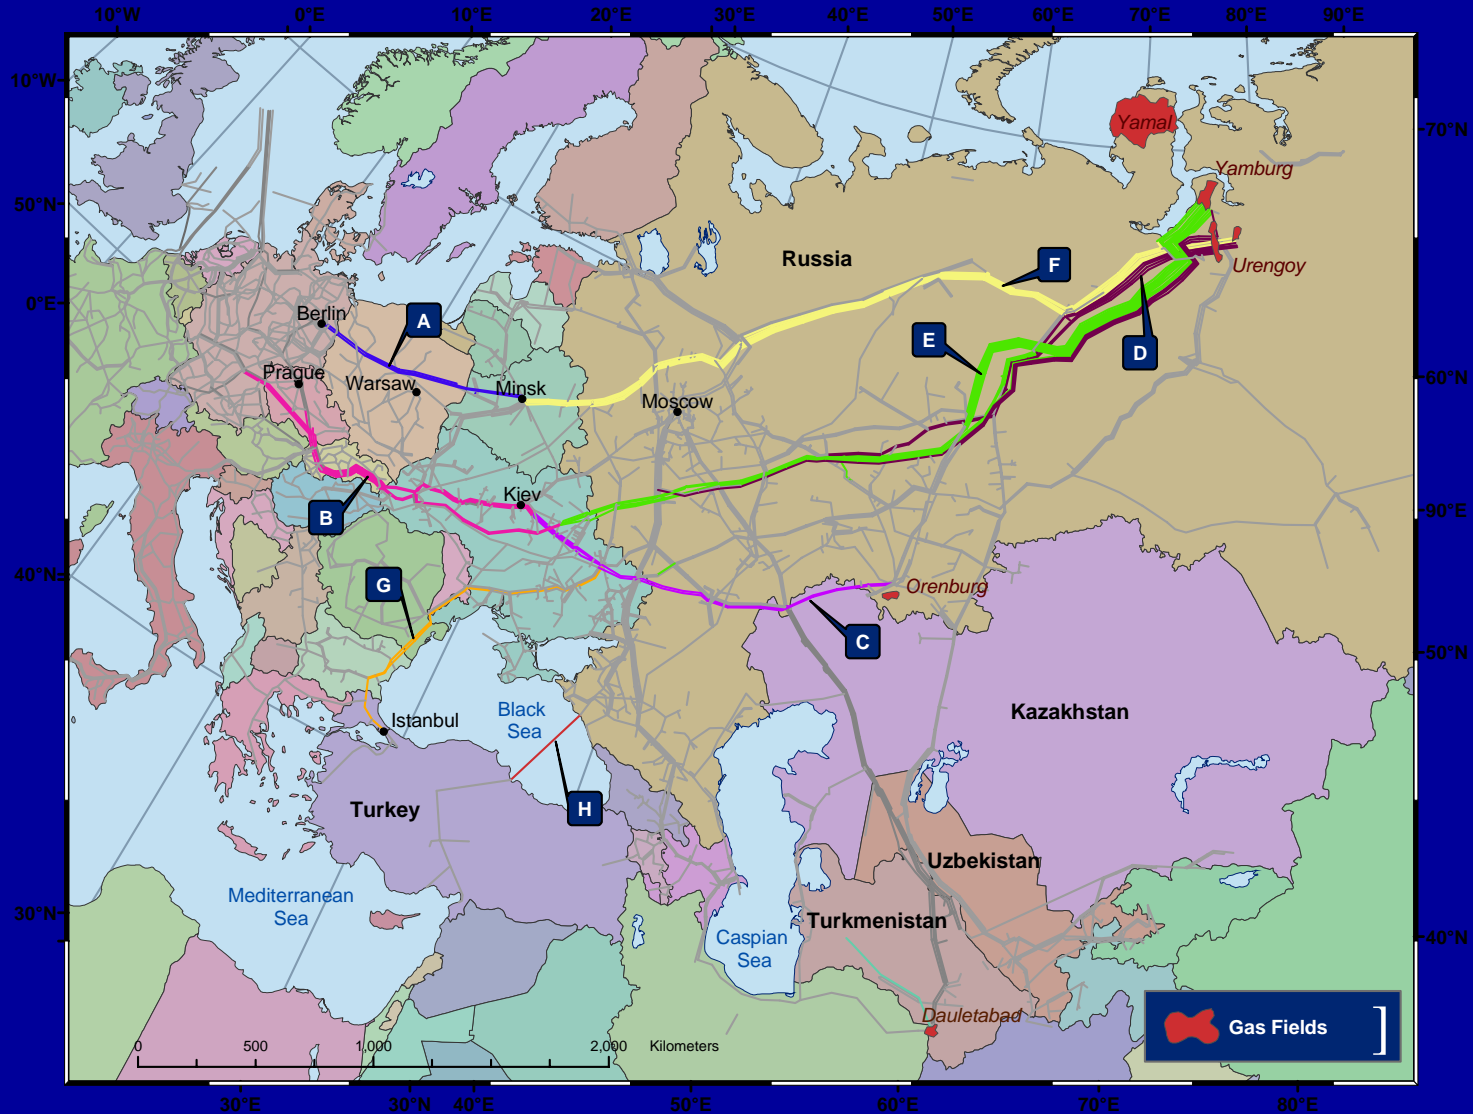 10°W 0°E 10°E 20°E 30°E 40°E 50°E 60°E 70°E 80°E 90°E
10°W
Yamal
70°N
Yamburg
50°N
Russia
F
Urengoy
0°E
Berlin
A
E
D
Prague
Warsaw
Minsk
60°N
Moscow
Kiev
B
90°E
40°N
G
Orenburg
C
50°N
Black
Sea
Istanbul
Kazakhstan
H
Turkey
Uzbekistan
Mediterranean
Sea
30°N
Turkmenistan
Caspian
Sea
40°N
Dauletabad
Gas Fields ]
0 500 1,000 2,000 Kilometers
30°E 30°N 40°E 50°E 60°E 70°E 80°E